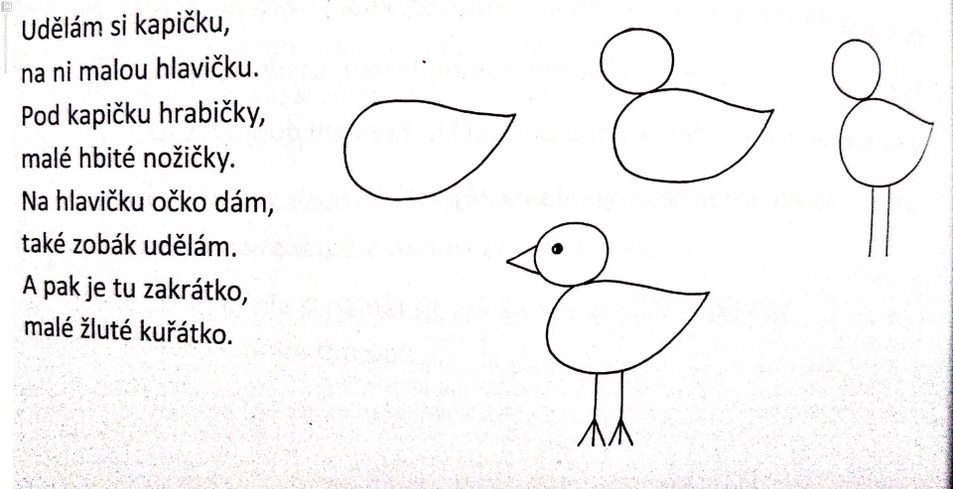 Udělám si kapičku,
na ni malou hlavičku.
Pod kapičku hrabičky,
malé hbité nožičky.
Na hlavičku očko dám,
také zobák udělám.
A pak je tu zakrátko,
malé žluté kuřátko.